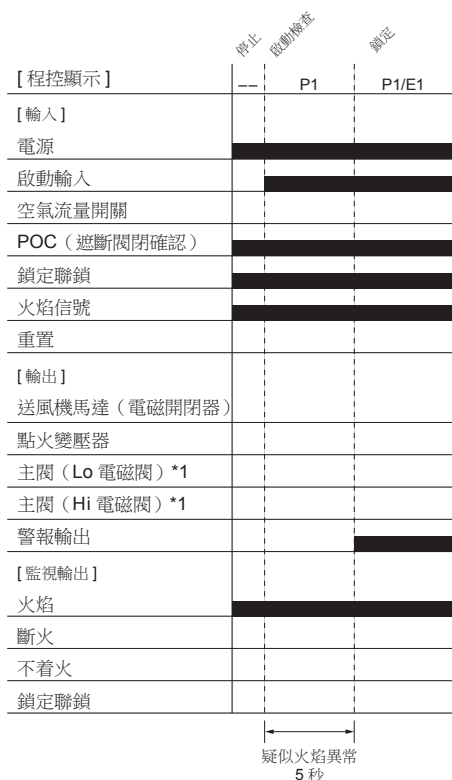 停止 啟動檢查 鎖定
[程控顯示] -- P1 P1/E1
[輸入]
電源
啟動輸入
空氣流量開關
POC（遮斷閥閉確認）
鎖定聯鎖
火焰信號
重置
[輸出]
送風機馬達（電磁開閉器）
點火變壓器
主閥（Lo 電磁閥）*1
主閥（Hi 電磁閥）*1
警報輸出
[監視輸出]
火焰
斷火
不着火
鎖定聯鎖
疑似火焰異常
5 秒